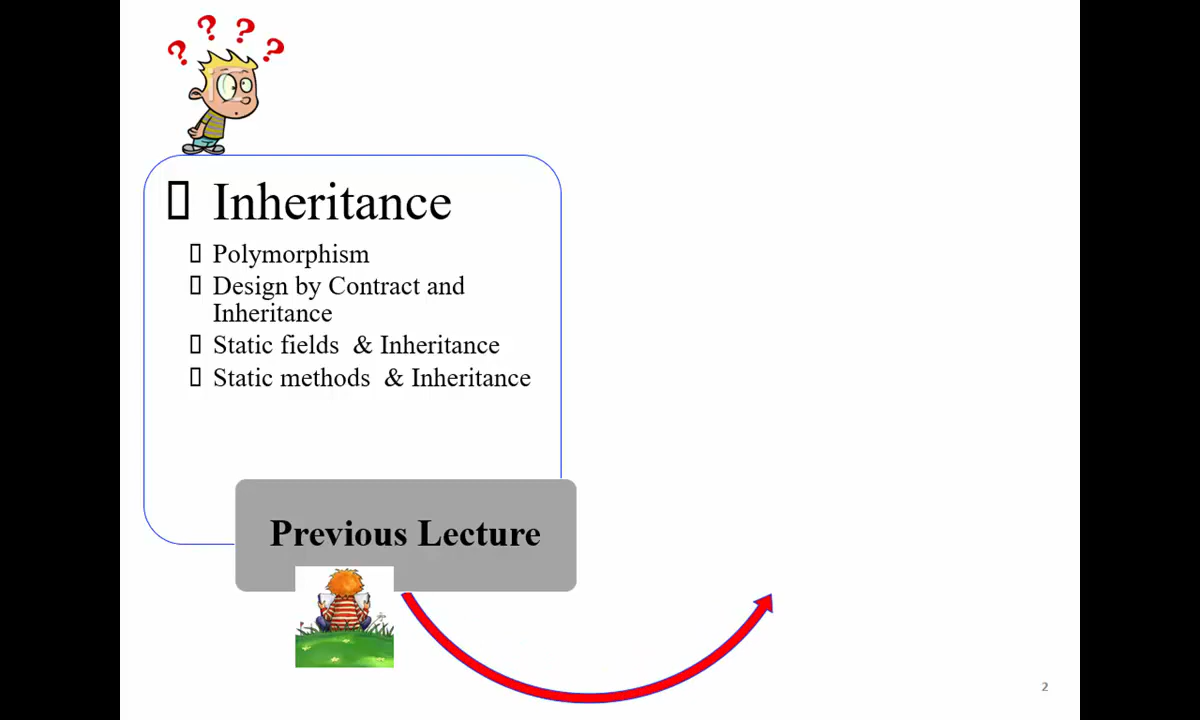 ? ? ? ?
Inheritance
Polymorphism
Design by Contract and
Inheritance
Static fields & Inheritance
Static methods & Inheritance
Previous Lecture
2